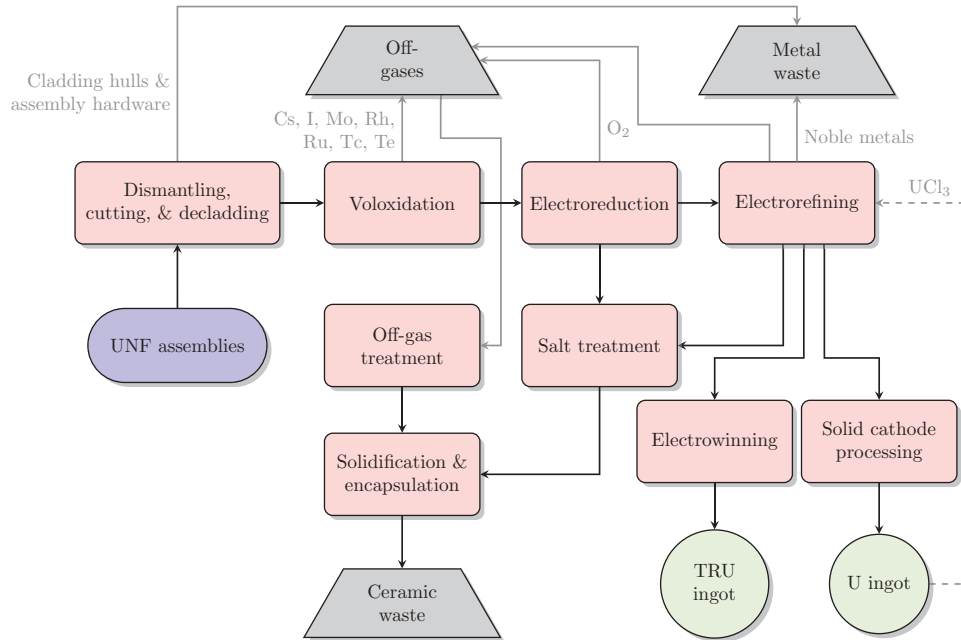 Off-
gases
Metal
waste
Cladding hulls &
assembly hardware
Cs, I, Mo, Rh,
Ru, Tc, Te
O₂
Noble metals
Dismantling,
cutting, & decladding
Voloxidation
Electroreduction
Electrorefining
UCl₃
UNF assemblies
Off-gas
treatment
Salt treatment
Electrowinning
Solid cathode
processing
Solidification &
encapsulation
TRU
ingot
U ingot
Ceramic
waste